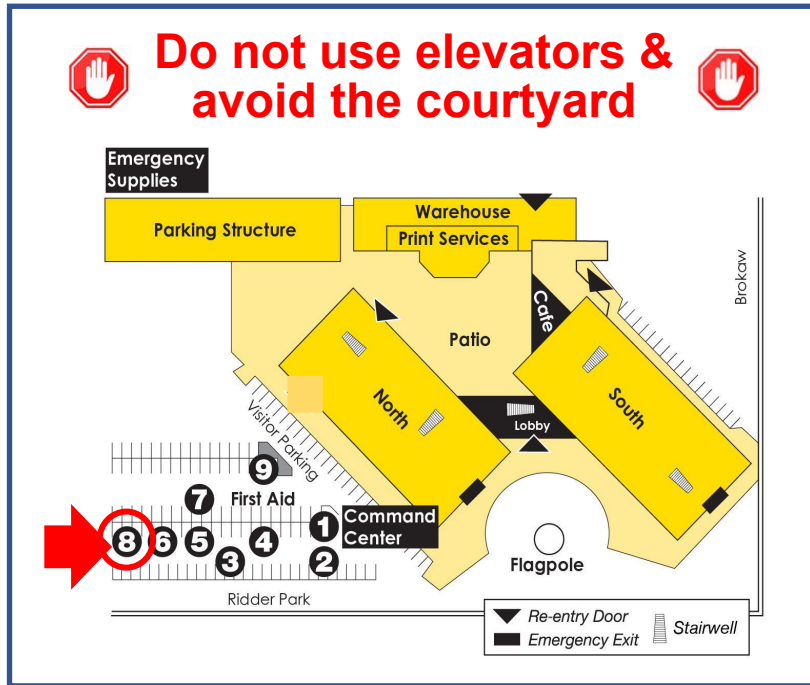 Do not use elevators &
avoid the courtyard
Emergency
Supplies
Parking Structure
Warehouse
Print Services
Brokaw
Cafe
Patio
North
South
Lobby
Visitor Parking
9
7
First Aid
1
Command
Center
8
6
5
4
3
2
Flagpole
Ridder Park
Re-entry Door
Emergency Exit
Stairwell